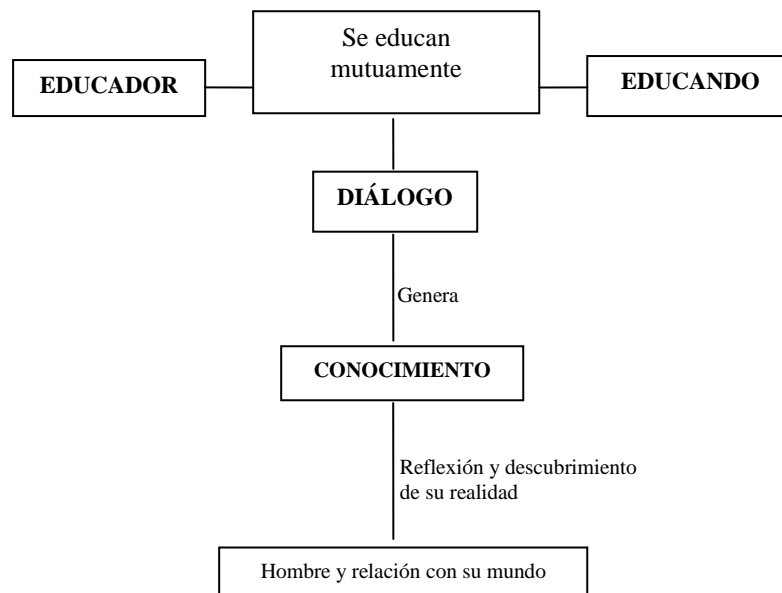 Se educan
mutuamente
EDUCADOR
EDUCANDO
DIÁLOGO
Genera
CONOCIMIENTO
Reflexión y descubrimiento
de su realidad
Hombre y relación con su mundo